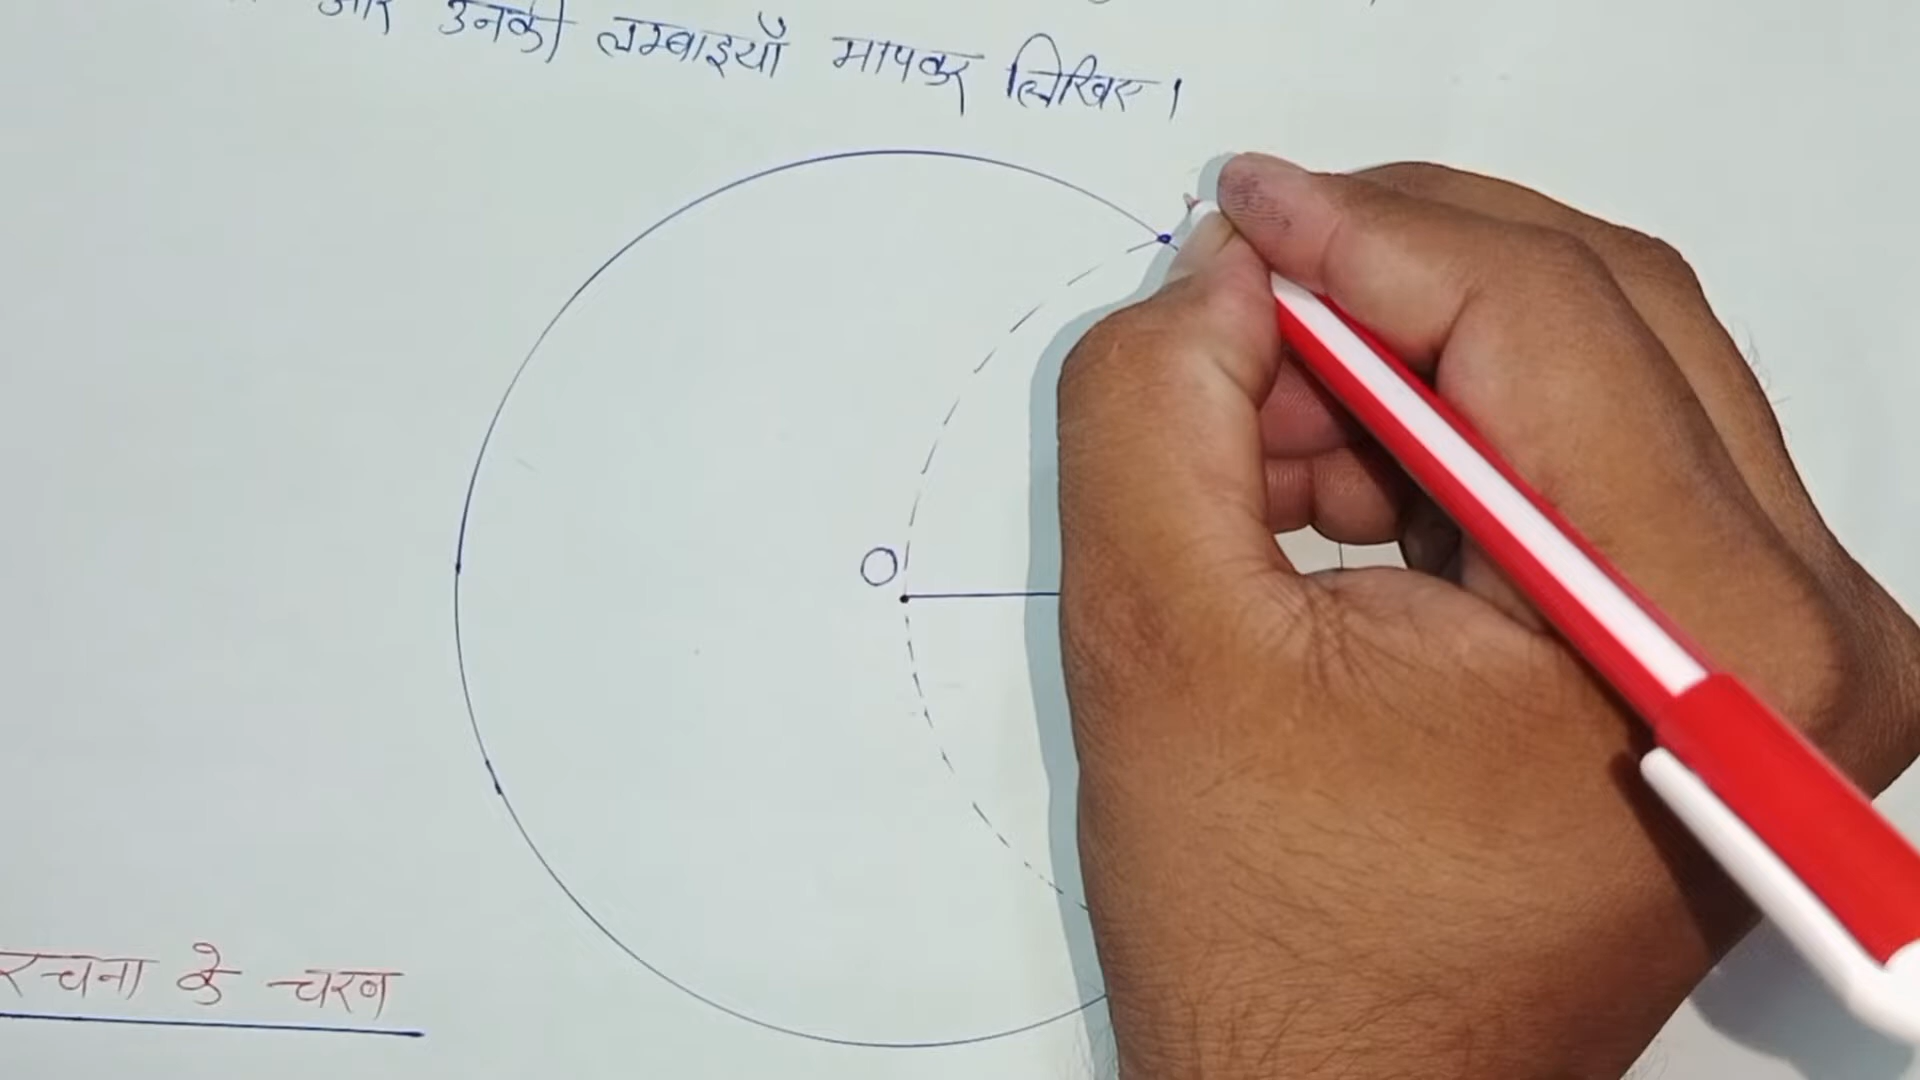 और उनकी लम्बाइयाँ मापकर लिखिए।
O
रचना के चरण